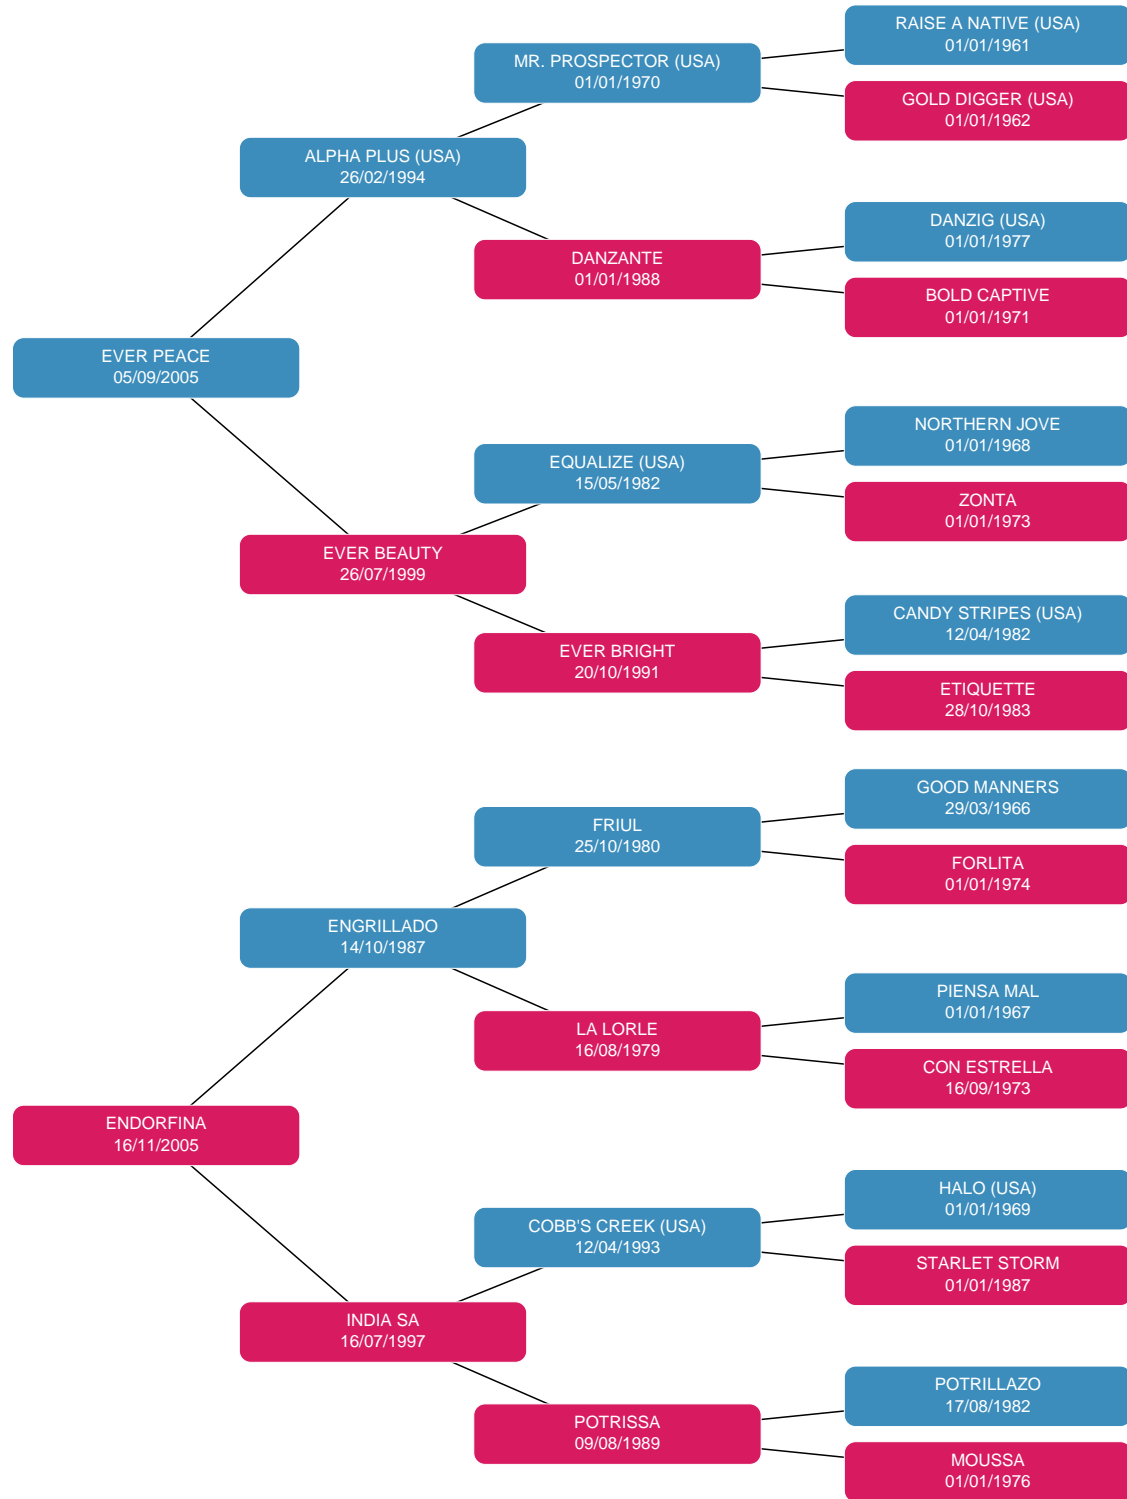 RAISE A NATIVE (USA)
01/01/1961
MR. PROSPECTOR (USA)
01/01/1970
GOLD DIGGER (USA)
01/01/1962
ALPHA PLUS (USA)
26/02/1994
DANZIG (USA)
01/01/1977
DANZANTE
01/01/1988
BOLD CAPTIVE
01/01/1971
EVER PEACE
05/09/2005
NORTHERN JOVE
01/01/1968
EQUALIZE (USA)
15/05/1982
ZONTA
01/01/1973
EVER BEAUTY
26/07/1999
CANDY STRIPES (USA)
12/04/1982
EVER BRIGHT
20/10/1991
ETIQUETTE
28/10/1983
GOOD MANNERS
29/03/1966
FRIUL
25/10/1980
FORLITA
01/01/1974
ENGRILLADO
14/10/1987
PIENSA MAL
01/01/1967
LA LORLE
16/08/1979
CON ESTRELLA
16/09/1973
ENDORFINA
16/11/2005
HALO (USA)
01/01/1969
COBB'S CREEK (USA)
12/04/1993
STARLET STORM
01/01/1987
INDIA SA
16/07/1997
POTRILLAZO
17/08/1982
POTRISSA
09/08/1989
MOUSSA
01/01/1976